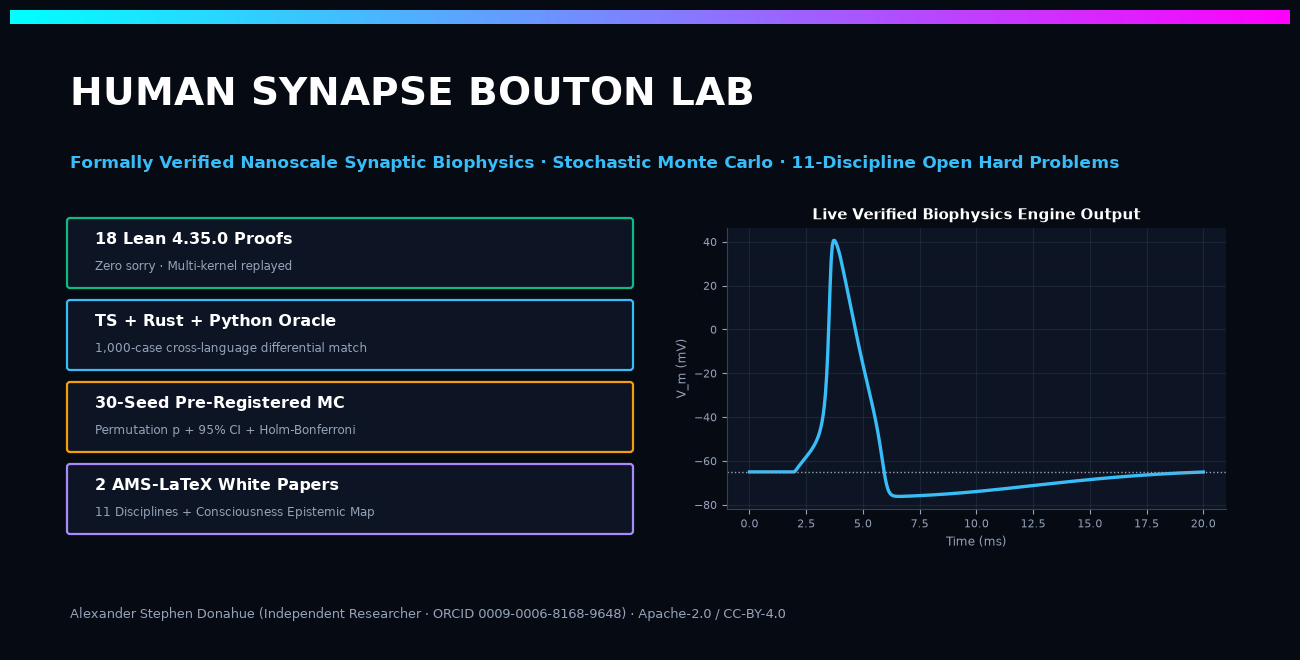 HUMAN SYNAPSE BOUTON LAB
Formally Verified Nanoscale Synaptic Biophysics · Stochastic Monte Carlo · 11-Discipline Open Hard Problems
18 Lean 4.35.0 Proofs
Zero sorry · Multi-kernel replayed
TS + Rust + Python Oracle
1,000-case cross-language differential match
30-Seed Pre-Registered MC
Permutation p + 95% CI + Holm-Bonferroni
2 AMS-LaTeX White Papers
11 Disciplines + Consciousness Epistemic Map
Live Verified Biophysics Engine Output
V_m (mV)
40
20
0
−20
−40
−60
−80
0.0 2.5 5.0 7.5 10.0 12.5 15.0 17.5 20.0
Time (ms)
Alexander Stephen Donahue (Independent Researcher · ORCID 0009-0006-8168-9648) · Apache-2.0 / CC-BY-4.0